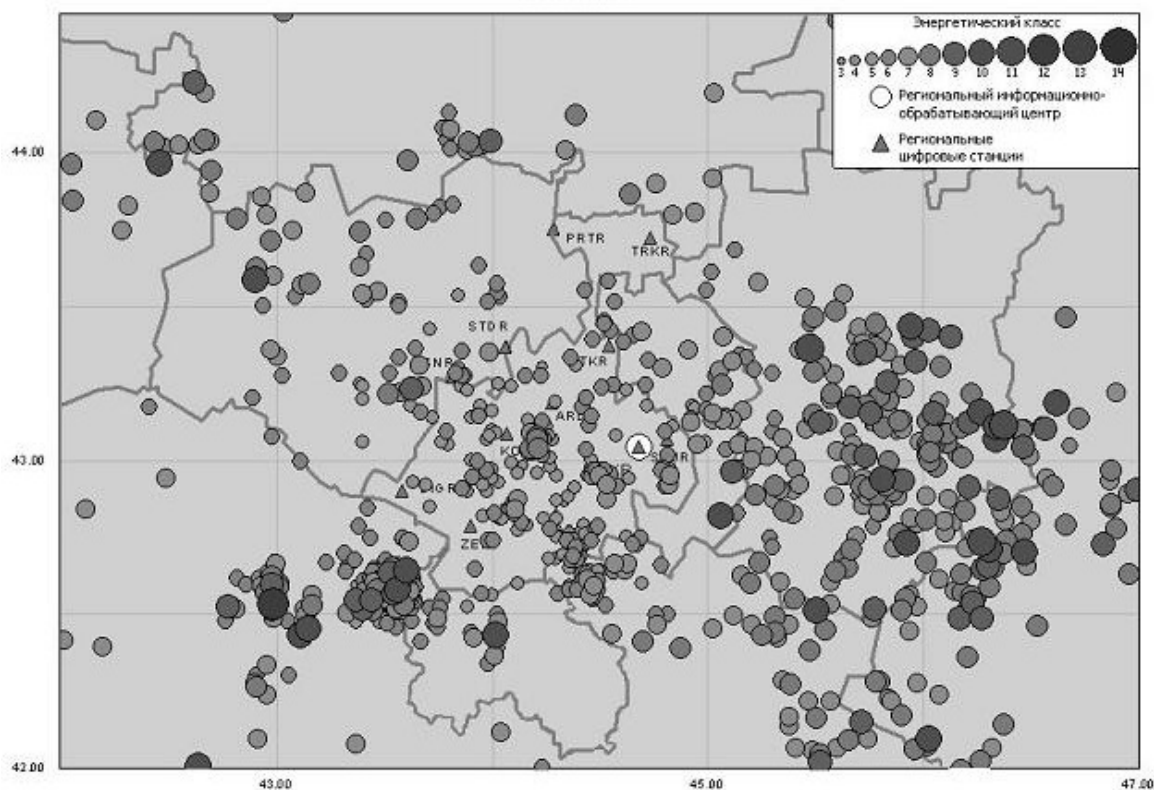 Энергетический класс
3 4 5 6 7 8 9 10 11 12 13 14
Региональный информационно-
обрабатывающий центр
Региональные
цифровые станции
44.00
PRTR
TRKR
STDR
TKR
43.00
ZE
42.00
43.00
45.00
47.00